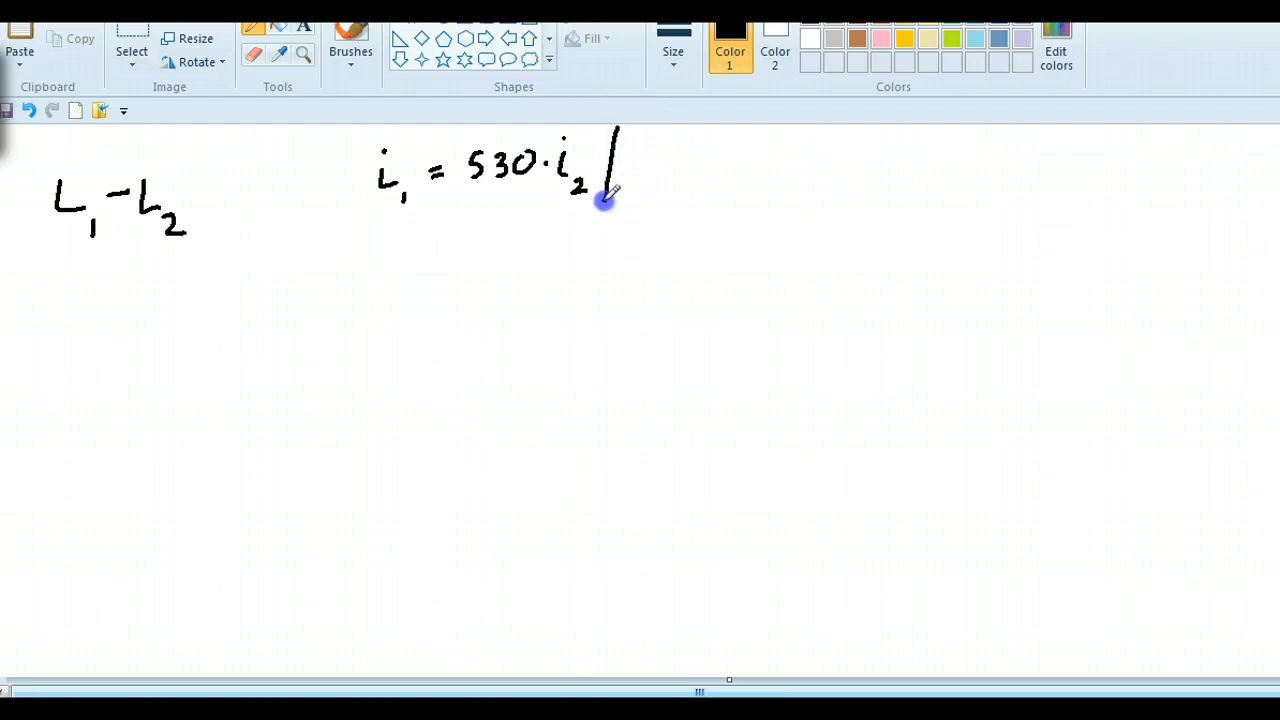 Paste
Copy
Select
Resize
Rotate
A
Brushes
Fill
Size
Color 1
Color 2
Edit colors
Clipboard
Image
Tools
Shapes
Colors
i₁ = 530·i₂
L₁ - L₂